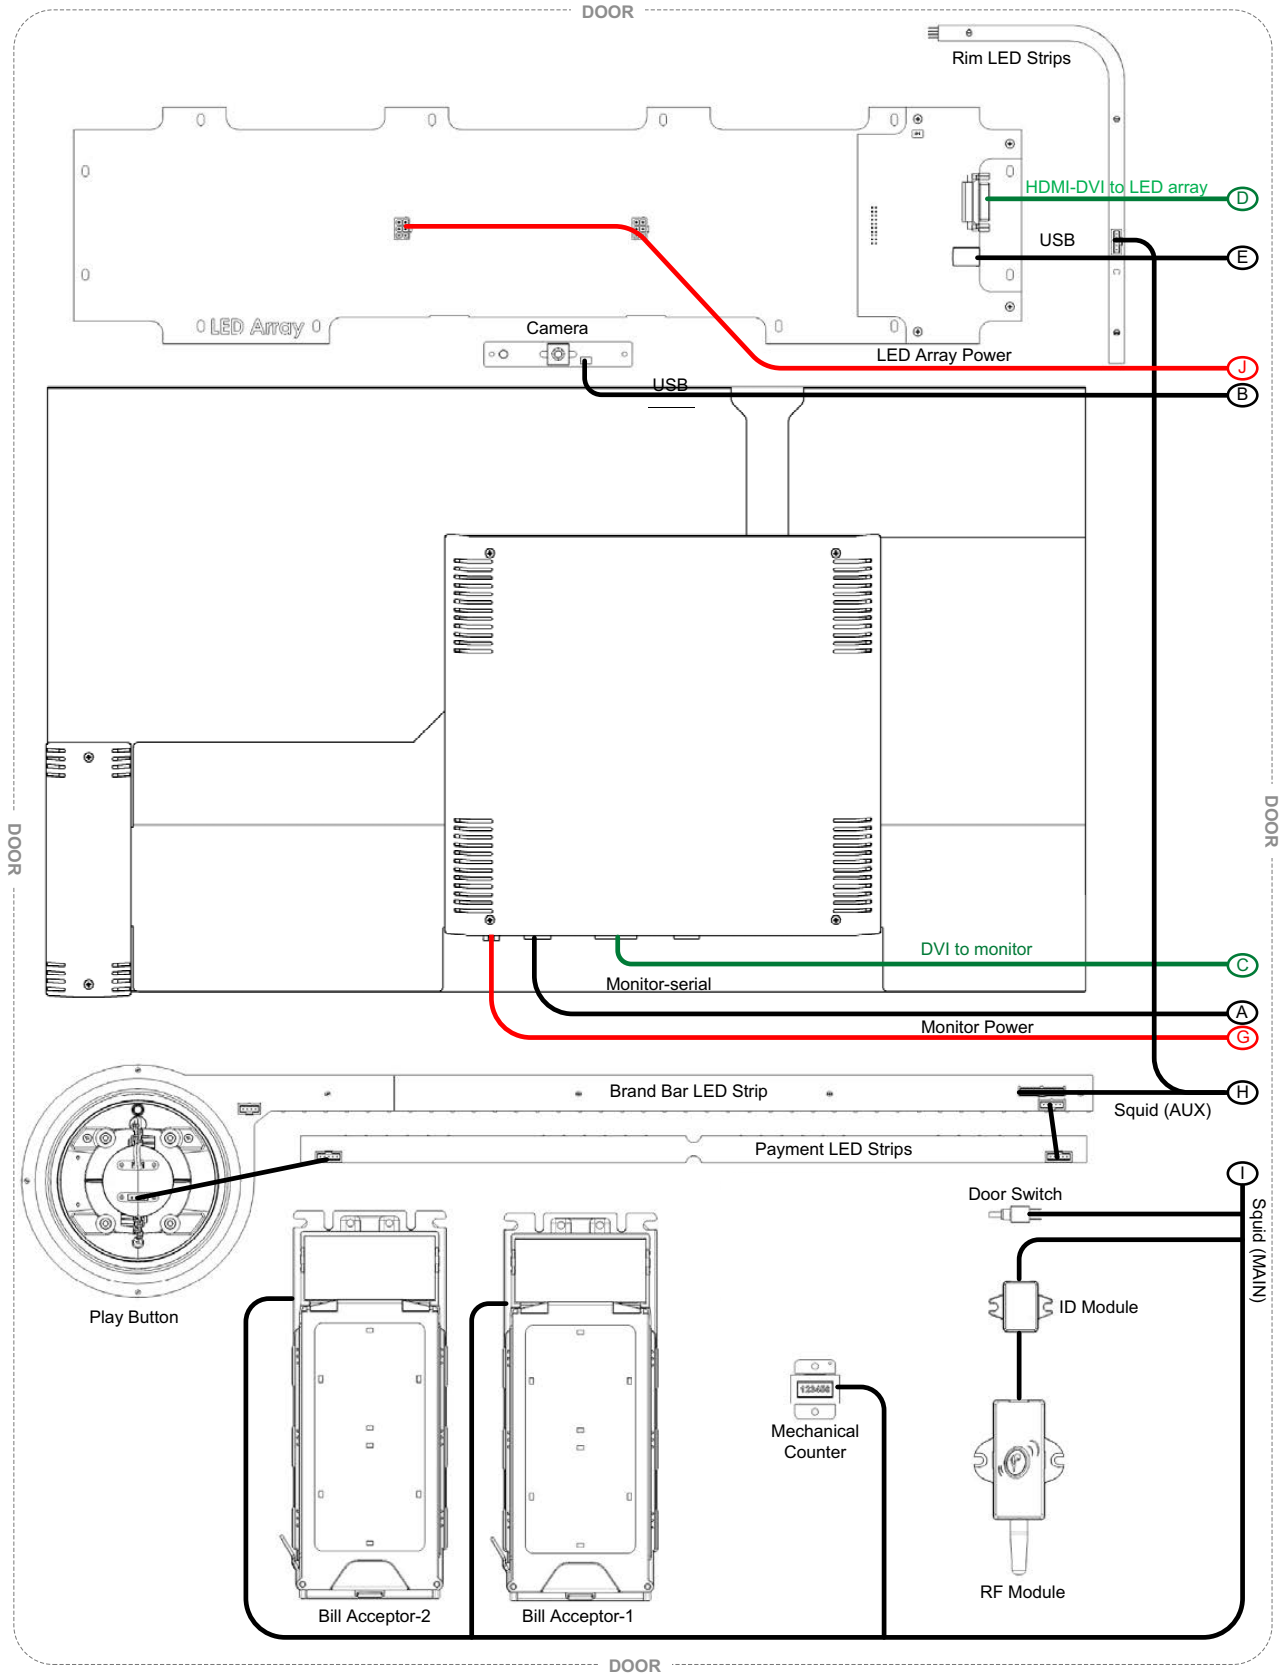 DOOR
Rim LED Strips
HDMI-DVI to LED array
D
USB
E
LED Array
Camera
LED Array Power
J
USB
B
DOOR
DOOR
DVI to monitor
C
Monitor-serial
A
Monitor Power
G
Brand Bar LED Strip
H
Squid (AUX)
Payment LED Strips
I
Door Switch
Squid (MAIN)
ID Module
Play Button
123456
Mechanical
Counter
RF Module
Bill Acceptor-2
Bill Acceptor-1
DOOR